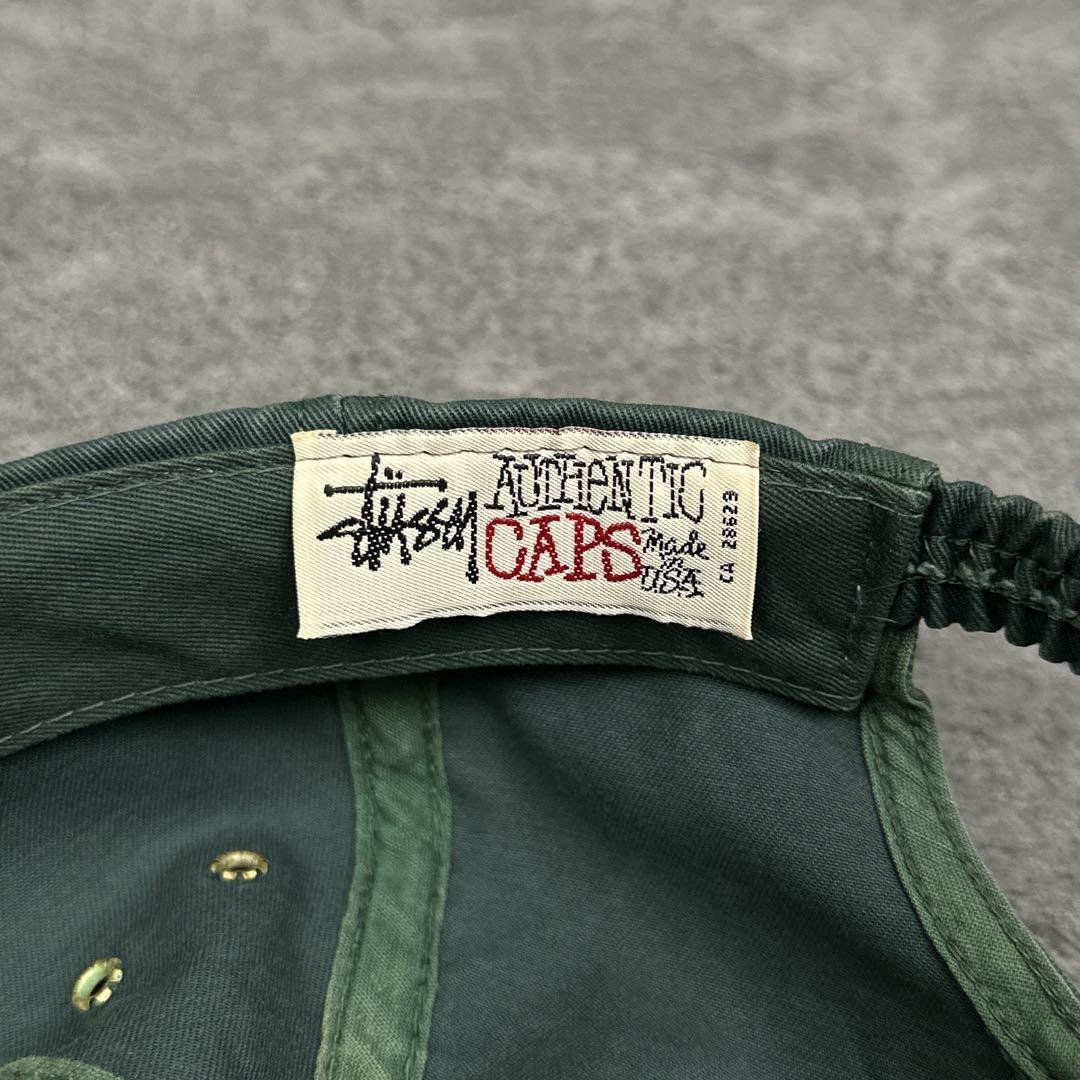 Stüssy
AUTHENTIC
CAPS
Made
in
U.S.A.
CA 28629